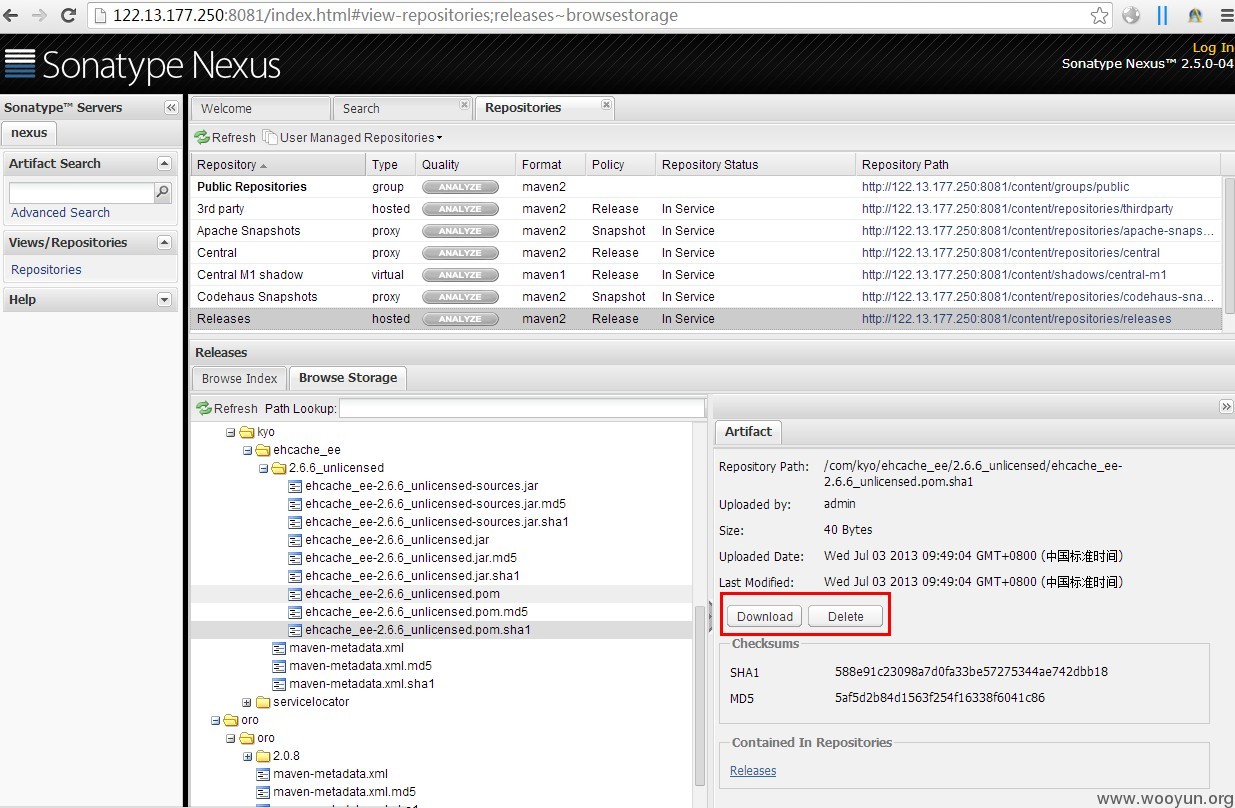 122.13.177.250:8081/index.html#view-repositories;releases~browsestorage
Log In
Sonatype Nexus
Sonatype Nexus™ 2.5.0-04
Sonatype™ Servers
Welcome
Search
Repositories
nexus
Refresh
User Managed Repositories
Artifact Search
Advanced Search
Views/Repositories
Repositories
Help
Repository Type Quality Format Policy Repository Status Repository Path
Public Repositories group ANALYZE maven2 http://122.13.177.250:8081/content/groups/public
3rd party hosted ANALYZE maven2 Release In Service http://122.13.177.250:8081/content/repositories/thirdparty
Apache Snapshots proxy ANALYZE maven2 Snapshot In Service http://122.13.177.250:8081/content/repositories/apache-snaps...
Central proxy ANALYZE maven2 Release In Service http://122.13.177.250:8081/content/repositories/central
Central M1 shadow virtual ANALYZE maven1 Release In Service http://122.13.177.250:8081/content/shadows/central-m1
Codehaus Snapshots proxy ANALYZE maven2 Snapshot In Service http://122.13.177.250:8081/content/repositories/codehaus-sna...
Releases hosted ANALYZE maven2 Release In Service http://122.13.177.250:8081/content/repositories/releases
Releases
Browse Index
Browse Storage
Refresh Path Lookup:
kyo
ehcache_ee
2.6.6_unlicensed
ehcache_ee-2.6.6_unlicensed-sources.jar
ehcache_ee-2.6.6_unlicensed-sources.jar.md5
ehcache_ee-2.6.6_unlicensed-sources.jar.sha1
ehcache_ee-2.6.6_unlicensed.jar
ehcache_ee-2.6.6_unlicensed.jar.md5
ehcache_ee-2.6.6_unlicensed.jar.sha1
ehcache_ee-2.6.6_unlicensed.pom
ehcache_ee-2.6.6_unlicensed.pom.md5
ehcache_ee-2.6.6_unlicensed.pom.sha1
maven-metadata.xml
maven-metadata.xml.md5
maven-metadata.xml.sha1
servicelocator
oro
oro
2.0.8
maven-metadata.xml
maven-metadata.xml.md5
Artifact
Repository Path: /com/kyo/ehcache_ee/2.6.6_unlicensed/ehcache_ee-
2.6.6_unlicensed.pom.sha1
Uploaded by: admin
Size: 40 Bytes
Uploaded Date: Wed Jul 03 2013 09:49:04 GMT+0800 (中国标准时间)
Last Modified: Wed Jul 03 2013 09:49:04 GMT+0800 (中国标准时间)
Download Delete
Checksums
SHA1 588e91c23098a7d0fa33be57275344ae742dbb18
MD5 5af5d2b84d1563f254f16338f6041c86
Contained In Repositories
Releases
www.wooyun.org